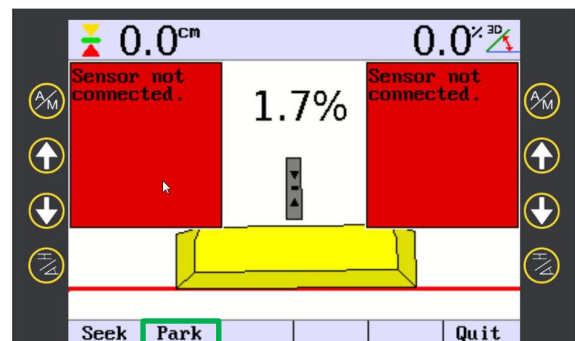 0.0cm
0.0% 3D
Sensor not
connected.
1.7%
Sensor not
connected.
A/M
A/M
Seek Park Quit